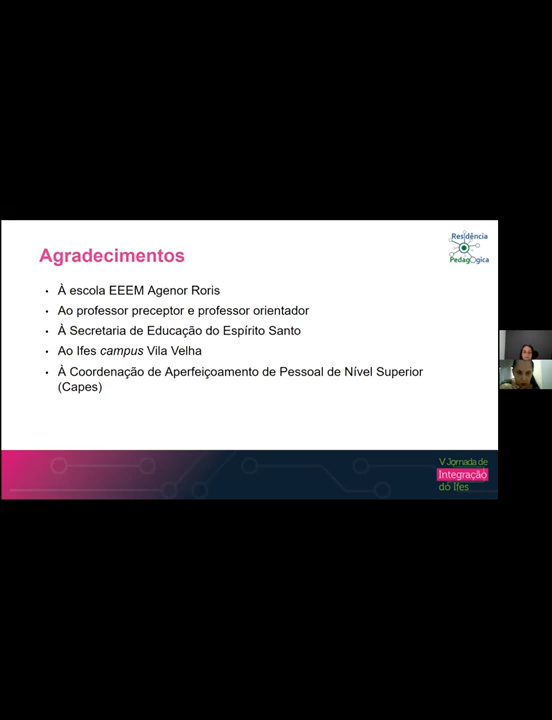 Residência
Pedagógica
Agradecimentos
• À escola EEEM Agenor Roris
• Ao professor preceptor e professor orientador
• À Secretaria de Educação do Espírito Santo
• Ao Ifes campus Vila Velha
• À Coordenação de Aperfeiçoamento de Pessoal de Nível Superior
(Capes)
V Jornada de
Integração
do Ifes